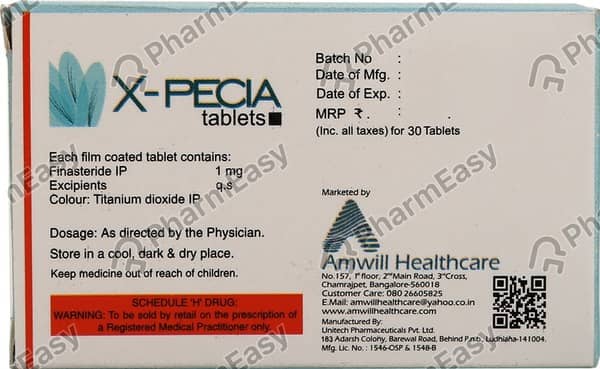 X-PECIA
tablets
Each film coated tablet contains:
Finasteride IP 1 mg
Excipients q.s
Colour: Titanium dioxide IP
Dosage: As directed by the Physician.
Store in a cool, dark & dry place.
Keep medicine out of reach of children.
SCHEDULE 'H' DRUG:
WARNING: To be sold by retail on the prescription of
a Registered Medical Practitioner only.
Batch No :
Date of Mfg. :
Date of Exp. :
MRP ₹. : .
(Inc. all taxes) for 30 Tablets
Marketed by
Amwill Healthcare
No.157, 1st floor, 2nd Main Road, 3rd Cross,
Chamrajpet, Bangalore-560018
Customer Care: 080 26605825
E.Mail: amwillhealthcare@yahoo.co.in
www.amwillhealthcare.com
Manufactured By:
Unitech Pharmaceuticals Pvt. Ltd.
183 Adarsh Colony, Barewal Road, Behind Ludhiaha-141004.
Mfg. Lic. No. : 1546-OSP & 1548-B
PharmEasy
PharmEasy
PharmEasy
PharmEasy